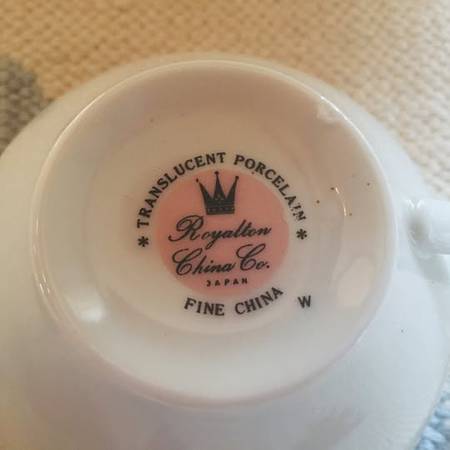 * TRANSLUCENT PORCELAIN *
Royalton
China Co.
JAPAN
FINE CHINA
W